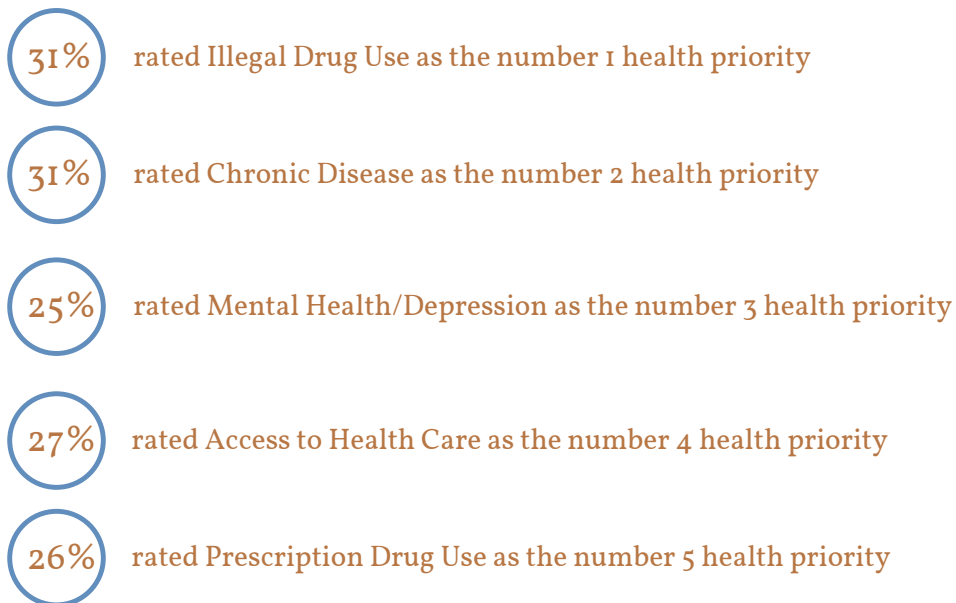 31% rated Illegal Drug Use as the number 1 health priority
31% rated Chronic Disease as the number 2 health priority
25% rated Mental Health/Depression as the number 3 health priority
27% rated Access to Health Care as the number 4 health priority
26% rated Prescription Drug Use as the number 5 health priority